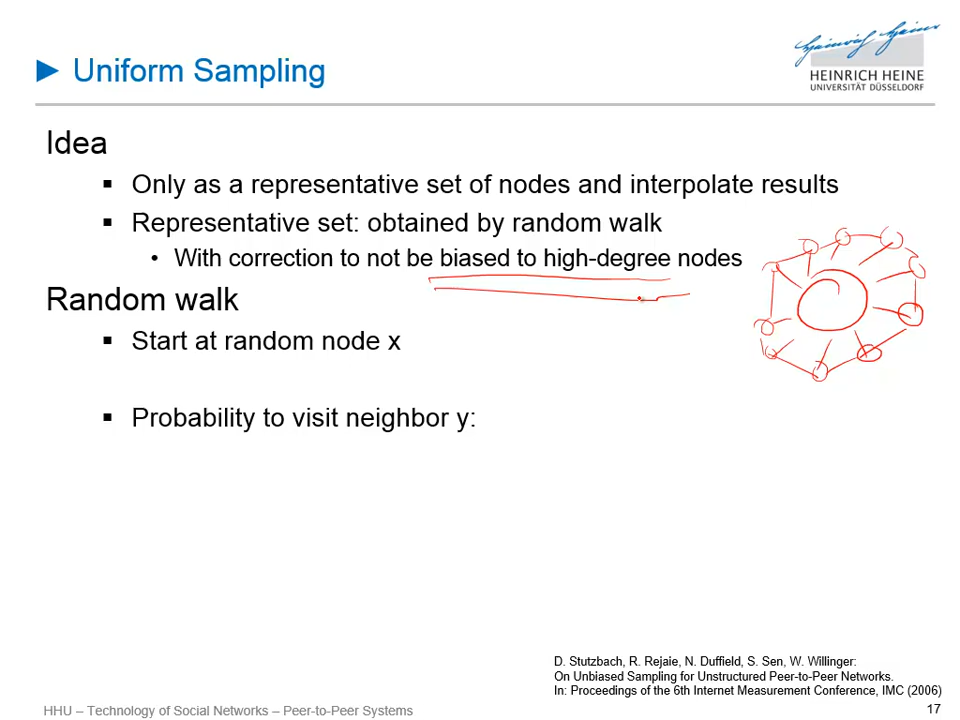 Uniform Sampling
Heinrich Heine
HEINRICH HEINE
UNIVERSITÄT DÜSSELDORF
Idea
Only as a representative set of nodes and interpolate results
Representative set: obtained by random walk
With correction to not be biased to high-degree nodes
Random walk
Start at random node x
Probability to visit neighbor y:
D. Stutzbach, R. Rejaie, N. Duffield, S. Sen, W. Willinger:
On Unbiased Sampling for Unstructured Peer-to-Peer Networks.
In: Proceedings of the 6th Internet Measurement Conference, IMC (2006)
HHU – Technology of Social Networks – Peer-to-Peer Systems
17